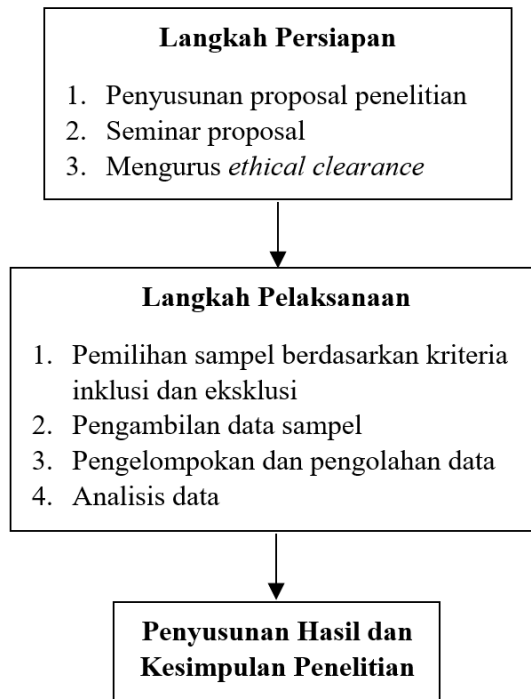 Langkah Persiapan
1. Penyusunan proposal penelitian
2. Seminar proposal
3. Mengurus ethical clearance
Langkah Pelaksanaan
1. Pemilihan sampel berdasarkan kriteria
inklusi dan eksklusi
2. Pengambilan data sampel
3. Pengelompokan dan pengolahan data
4. Analisis data
Penyusunan Hasil dan
Kesimpulan Penelitian